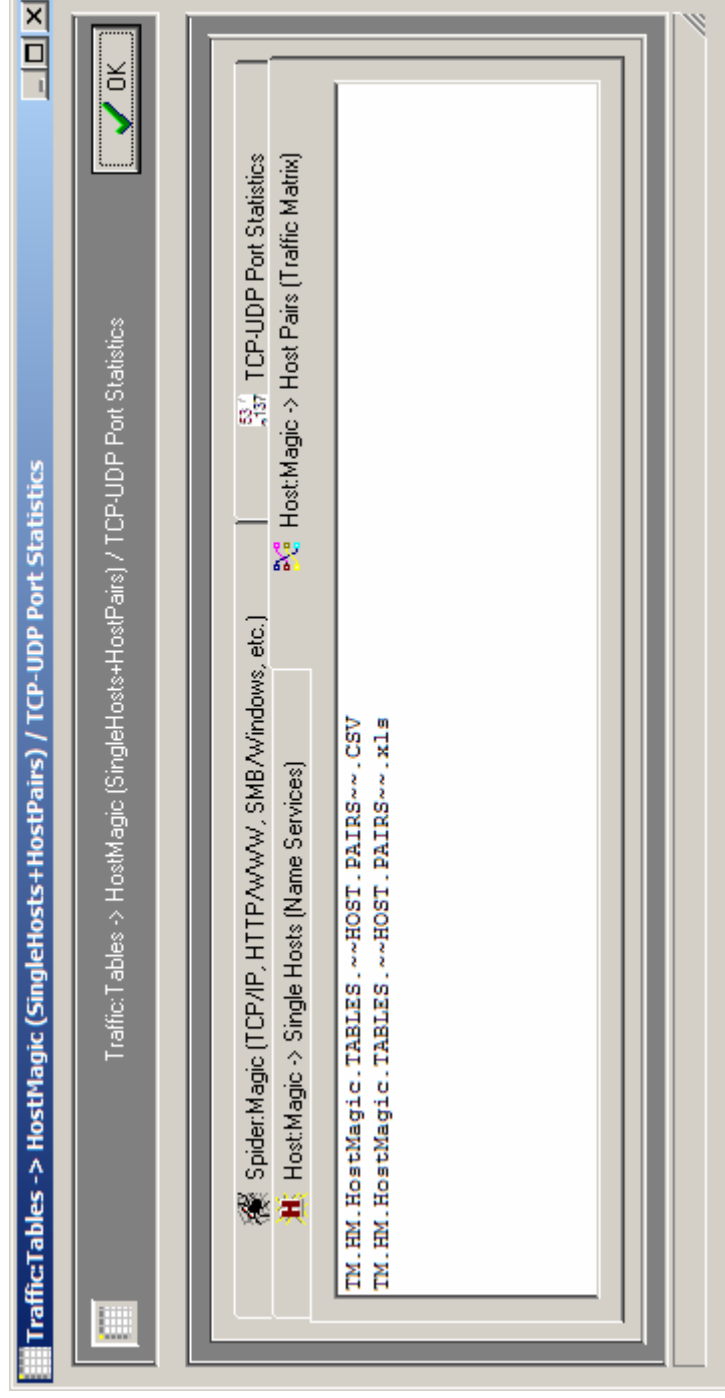 Traffic:Tables -> HostMagic (SingleHosts+HostPairs) / TCP-UDP Port Statistics
Traffic:Tables -> HostMagic (SingleHosts+HostPairs) / TCP-UDP Port Statistics
OK
Spider:Magic (TCP/IP, HTTP/WWW, SMB/Windows, etc.)
53 /
~137
TCP-UDP Port Statistics
H
Host:Magic -> Single Hosts (Name Services)
Host:Magic -> Host Pairs (Traffic Matrix)
TM.HM.HostMagic.TABLES.~~HOST.PAIRS~~.CSV
TM.HM.HostMagic.TABLES.~~HOST.PAIRS~~.xls